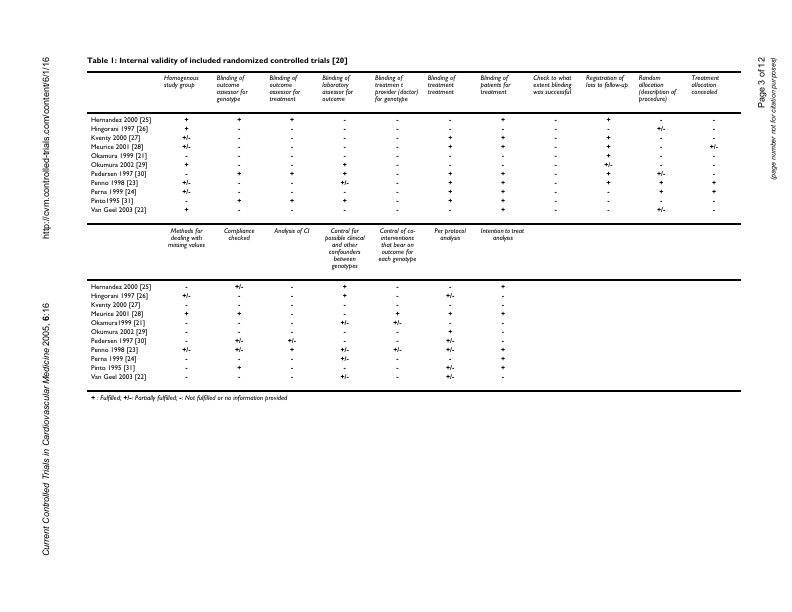 Table 1: Internal validity of included randomized controlled trials [20]
Homogenous study group Blinding of outcome assessor for genotype Blinding of outcome assessor for treatment Blinding of laboratory assessor for outcome Blinding of treatmen t provider (doctor) for genotype Blinding of treatment treatment Blinding of patients for treatment Check to what extent blinding was successful Registration of loss to follow-up Random allocation (description of procedure) Treatment allocation concealed
Hernandez 2000 [25] + + + - - - + - + - -
Hingorani 1997 [26] + - - - - - - - - +/- -
Kventy 2000 [27] +/- - - - - + + - + - -
Meurice 2001 [28] +/- - - - - + + - + - +/-
Okamura 1999 [21] - - - - - - - - + - -
Okumura 2002 [29] + - - + - - - - +/- - -
Pedersen 1997 [30] - + + + - + + - + +/- -
Penno 1998 [23] +/- - - +/- - + + - + + +
Perna 1999 [24] +/- - - - - + + - - + +
Pinto1995 [31] - + + + - + + - - - -
Van Geel 2003 [22] + - - - - - + - - +/- -
Methods for dealing with missing values Compliance checked Analysis of CI Control for possible clinical and other confounders between genotypes Control of co-interventions that bear on outcome for each genotype Per protocol analysis Intention to treat analysis
Hernandez 2000 [25] - +/- - + - - +
Hingorani 1997 [26] +/- - - + - +/- -
Kventy 2000 [27] - - - - - - -
Meurice 2001 [28] + + - - + + +
Okamura1999 [21] - - - +/- +/- - -
Okumura 2002 [29] - - - - - + -
Pedersen 1997 [30] - +/- +/- - - +/- -
Penno 1998 [23] +/- +/- + +/- +/- +/- +
Perna 1999 [24] - - - +/- - - +
Pinto 1995 [31] - + - - - +/- +
Van Geel 2003 [22] - - - +/- - +/- -
+ : Fulfilled; +/-: Partially fulfilled; -: Not fulfilled or no information provided
Current Controlled Trials in Cardiovascular Medicine 2005, 6:16
http://cvm.controlled-trials.com/content/6/1/16
Page 3 of 12
(page number not for citation purposes)